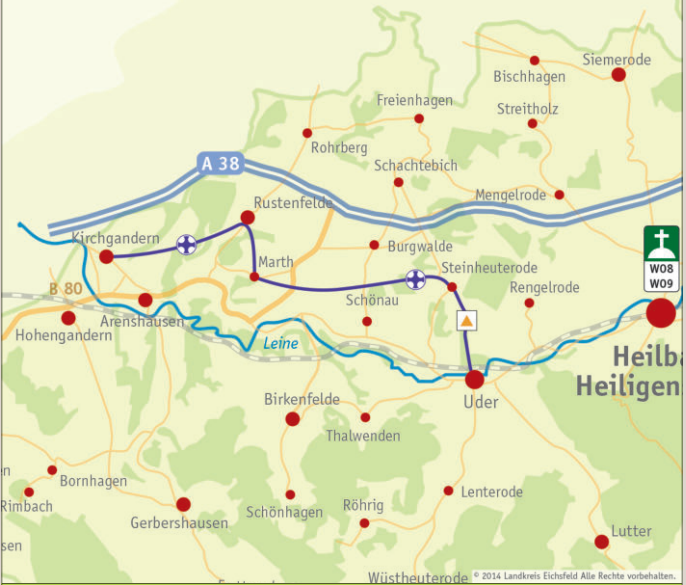 Siemerode
Bischhagen
Freienhagen
Streitholz
Rohrberg
A 38
Schachtebich
Mengelrode
Rustenfelde
Kirchgandern
Burgwalde
W08
W09
Marth
Steinheuterode
B 80
Rengelrode
Schönau
Arenshausen
Hohengandern
Leine
Heilba
Heiligen
Birkenfelde
Uder
Thalwenden
en
Bornhagen
Rimbach
Lenterode
Schönhagen
Röhrig
Gerbershausen
Lutter
sen
Wüstheuterode
© 2014 Landkreis Eichsfeld Alle Rechte vorbehalten.